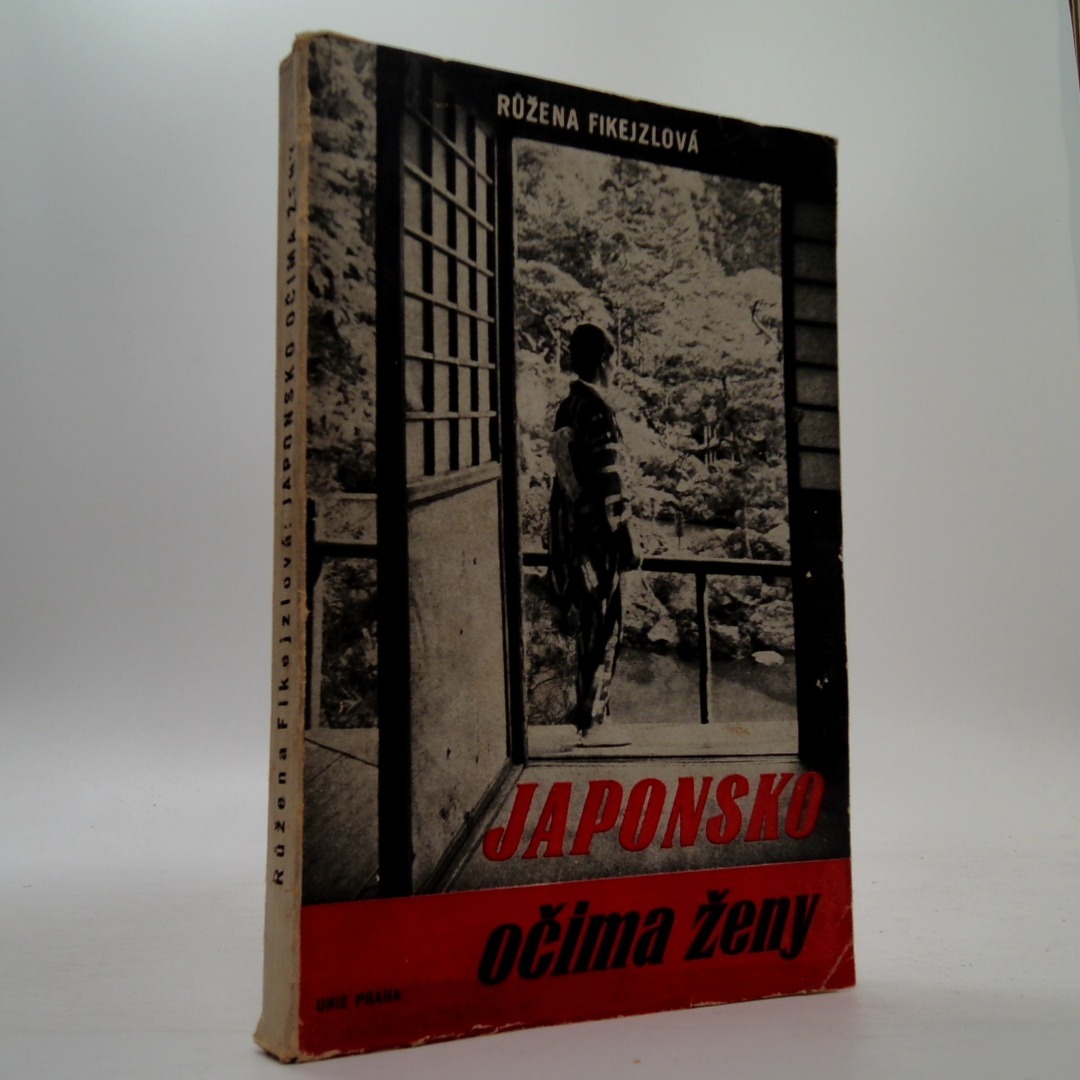 RŮŽENA FIKEJZLOVÁ
JAPONSKO
očima ženy
UNIE PRAHA
Růžena Fikejzlová: JAPONSKO OČIMA ŽENY